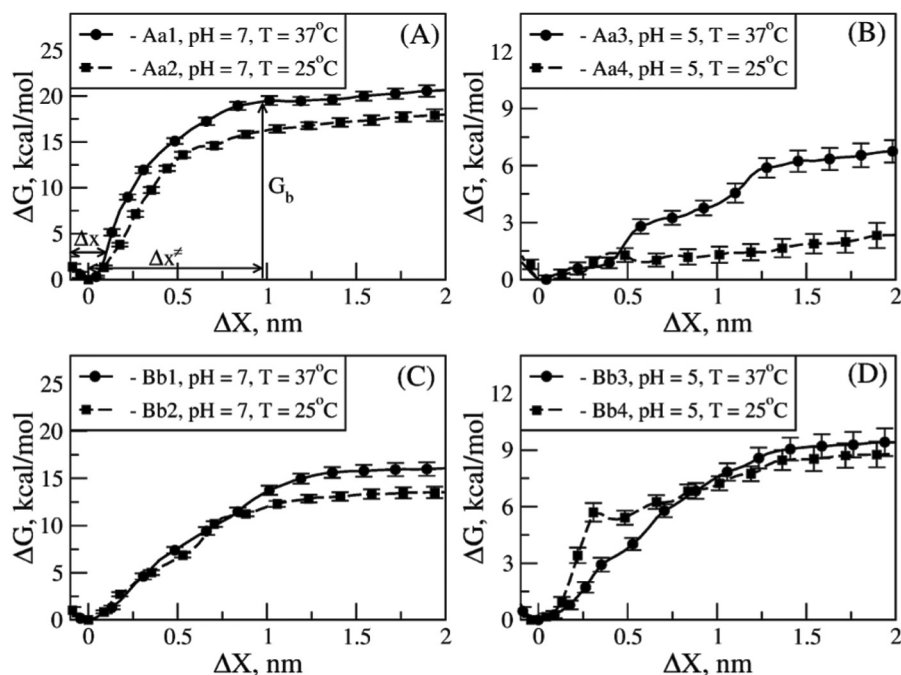 (A)
- Aa1, pH = 7, T = 37°C
- Aa2, pH = 7, T = 25°C
ΔG, kcal/mol
25
20
15
10
5
0
Δx
Δx≠
G_b
0 0.5 1 1.5 2
ΔX, nm
(B)
- Aa3, pH = 5, T = 37°C
- Aa4, pH = 5, T = 25°C
ΔG, kcal/mol
12
9
6
3
0
0 0.5 1 1.5 2
ΔX, nm
(C)
- Bb1, pH = 7, T = 37°C
- Bb2, pH = 7, T = 25°C
ΔG, kcal/mol
25
20
15
10
5
0
0 0.5 1 1.5 2
ΔX, nm
(D)
- Bb3, pH = 5, T = 37°C
- Bb4, pH = 5, T = 25°C
ΔG, kcal/mol
12
9
6
3
0
0 0.5 1 1.5 2
ΔX, nm